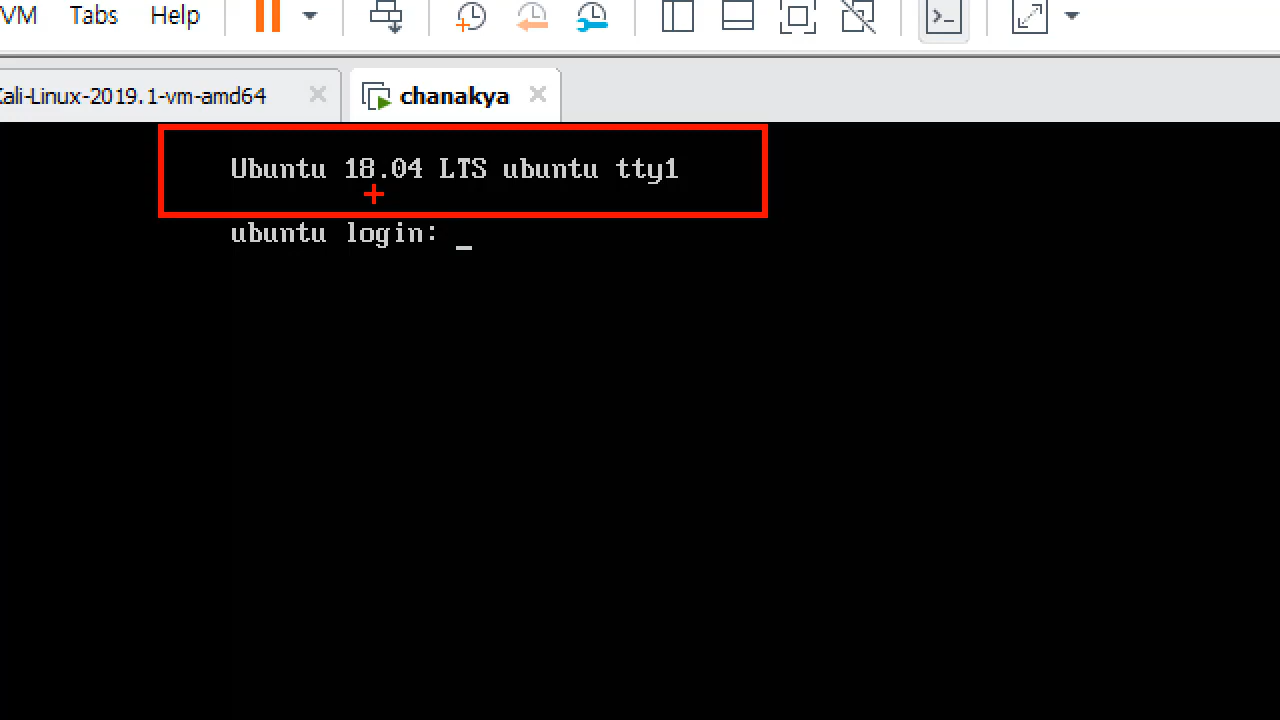 VM Tabs Help
Kali-Linux-2019.1-vm-amd64 chanakya
Ubuntu 18.04 LTS ubuntu tty1
ubuntu login: _